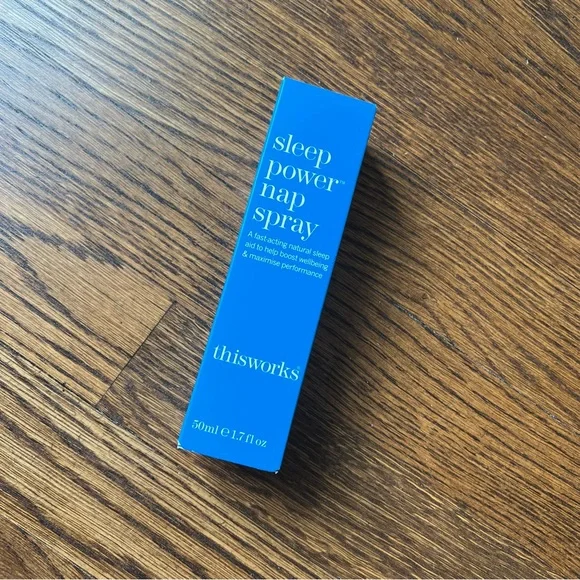 sleep
power™
nap
spray
A fast-acting natural sleep
aid to help boost wellbeing
& maximise performance
thisworks®
50ml ℮ 1.7 fl oz